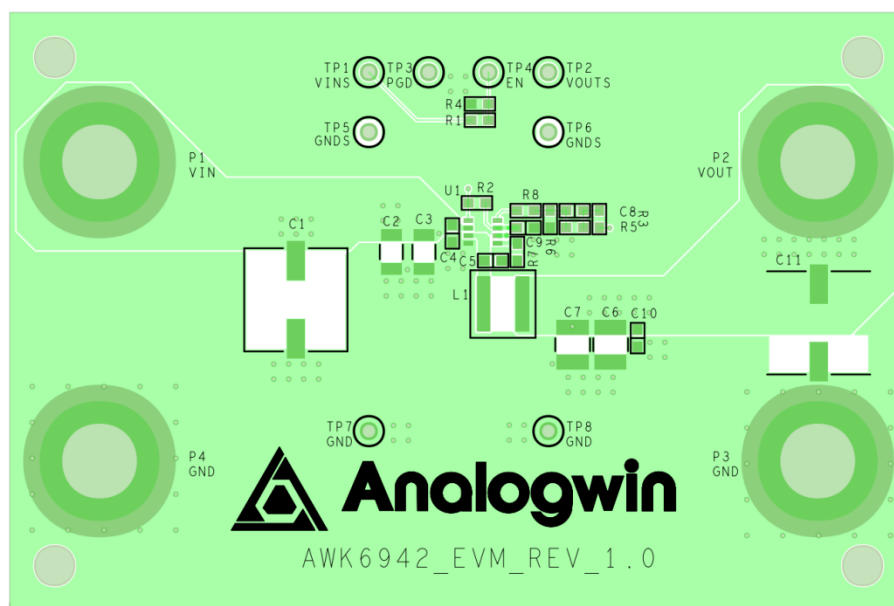 TP1
VINS
TP3
PGD
TP4
EN
TP2
VOUTS
R4
R1
TP5
GNDS
TP6
GNDS
P1
VIN
P2
VOUT
U1
R2
R8
C8
R3
R5
C1
C2
C3
C4
C5
C9
R6
R7
L1
C11
C7
C6
C10
TP7
GND
TP8
GND
P4
GND
P3
GND
Analogwin
AWK6942_EVM_REV_1.0